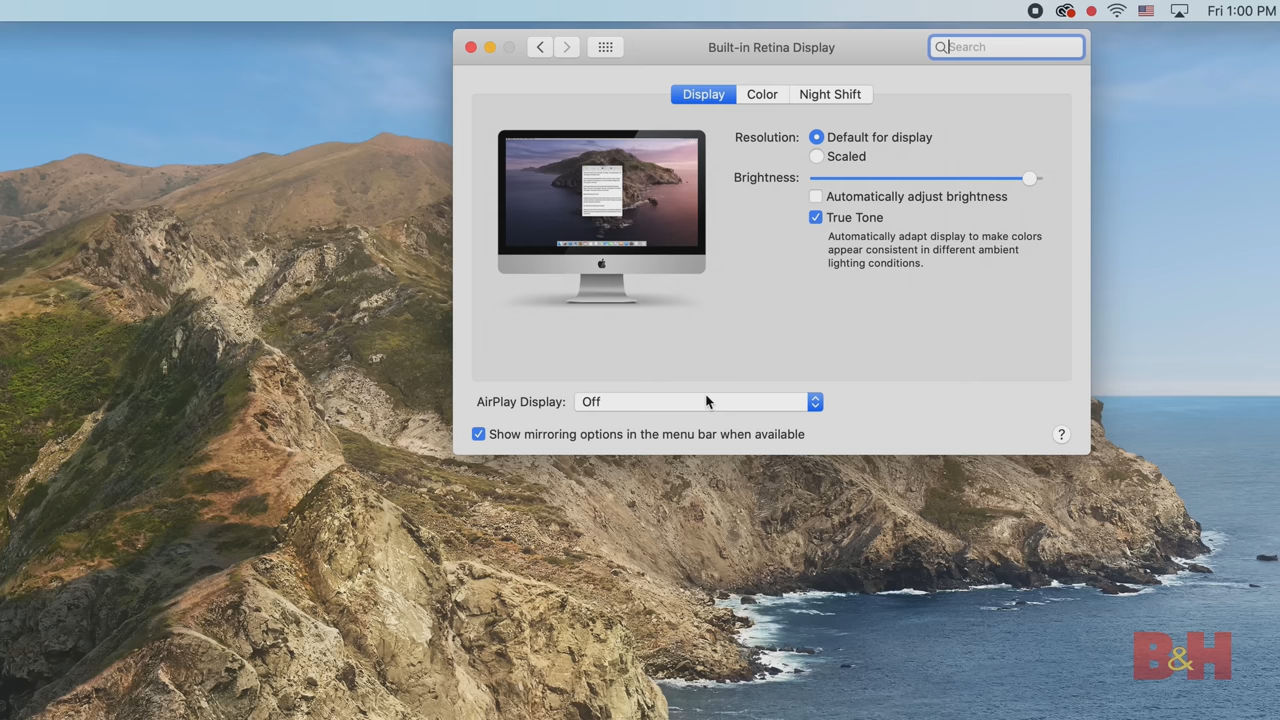 Fri 1:00 PM
Built-in Retina Display
Search
Display
Color
Night Shift
Resolution:
Default for display
Scaled
Brightness:
Automatically adjust brightness
True Tone
Automatically adapt display to make colors
appear consistent in different ambient
lighting conditions.
AirPlay Display:
Off
Show mirroring options in the menu bar when available
?
B&H